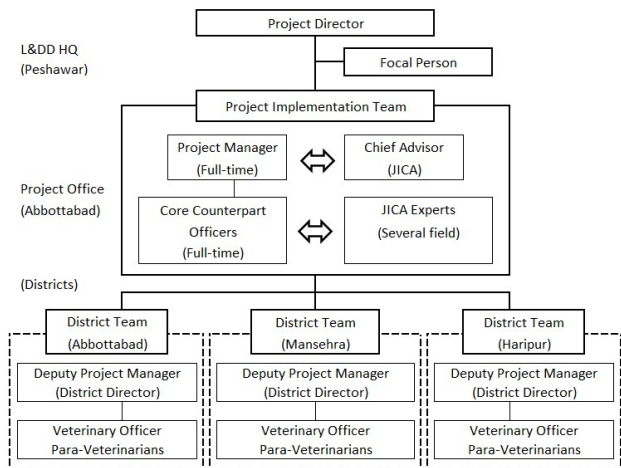 Project Director
L&DD HQ
(Peshawar)
Focal Person
Project Implementation Team
Project Manager
(Full-time)
Chief Advisor
(JICA)
Project Office
(Abbottabad)
Core Counterpart
Officers
(Full-time)
JICA Experts
(Several field)
(Districts)
District Team
(Abbottabad)
District Team
(Mansehra)
District Team
(Haripur)
Deputy Project Manager
(District Director)
Deputy Project Manager
(District Director)
Deputy Project Manager
(District Director)
Veterinary Officer
Para-Veterinarians
Veterinary Officer
Para-Veterinarians
Veterinary Officer
Para-Veterinarians